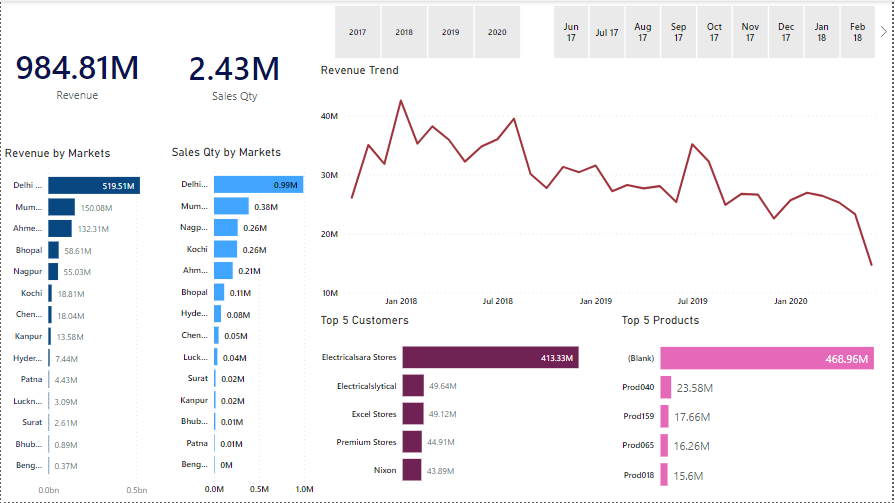 2017 2018 2019 2020
Jun 17 Jul 17 Aug 17 Sep 17 Oct 17 Nov 17 Dec 17 Jan 18 Feb 18
984.81M
Revenue
2.43M
Sales Qty
Revenue by Markets
Delhi ... 519.51M
Mum... 150.08M
Ahme... 132.31M
Bhopal 58.61M
Nagpur 55.03M
Kochi 18.81M
Chen... 18.04M
Kanpur 13.58M
Hyder... 7.44M
Patna 4.43M
Luckn... 3.09M
Surat 2.61M
Bhub... 0.89M
Beng... 0.37M
0.0bn 0.5bn
Sales Qty by Markets
Delhi... 0.99M
Mum... 0.38M
Nagp... 0.26M
Kochi 0.26M
Ahm... 0.21M
Bhopal 0.11M
Hyde... 0.08M
Chen... 0.05M
Luck... 0.04M
Surat 0.02M
Kanpur 0.02M
Bhub... 0.01M
Patna 0.01M
Beng... 0M
0.0M 0.5M 1.0M
Revenue Trend
40M
30M
20M
10M
Jan 2018 Jul 2018 Jan 2019 Jul 2019 Jan 2020
Top 5 Customers
Electricalsara Stores 413.33M
Electricalslytical 49.64M
Excel Stores 49.12M
Premium Stores 44.91M
Nixon 43.89M
Top 5 Products
(Blank) 468.96M
Prod040 23.58M
Prod159 17.66M
Prod065 16.26M
Prod018 15.6M